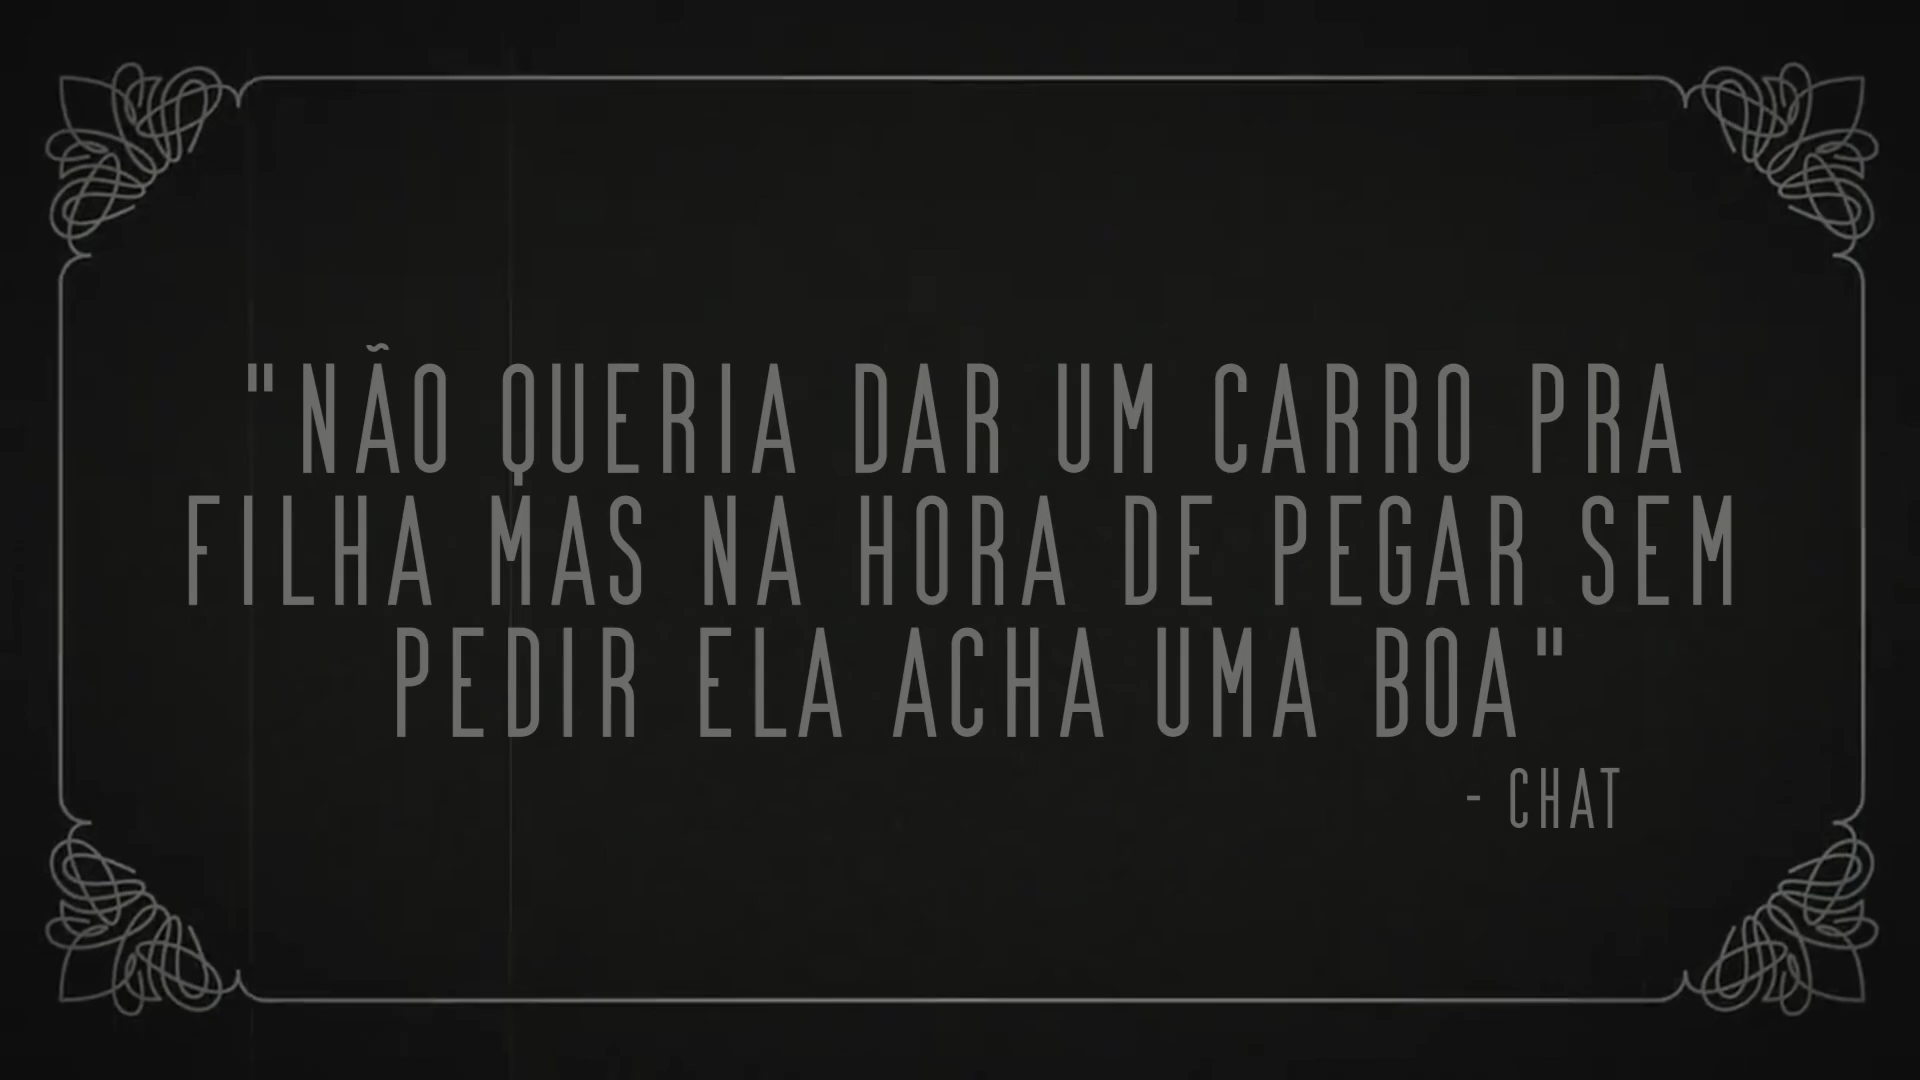 "NÃO QUERIA DAR UM CARRO PRA
FILHA MAS NA HORA DE PEGAR SEM
PEDIR ELA ACHA UMA BOA"
- CHAT